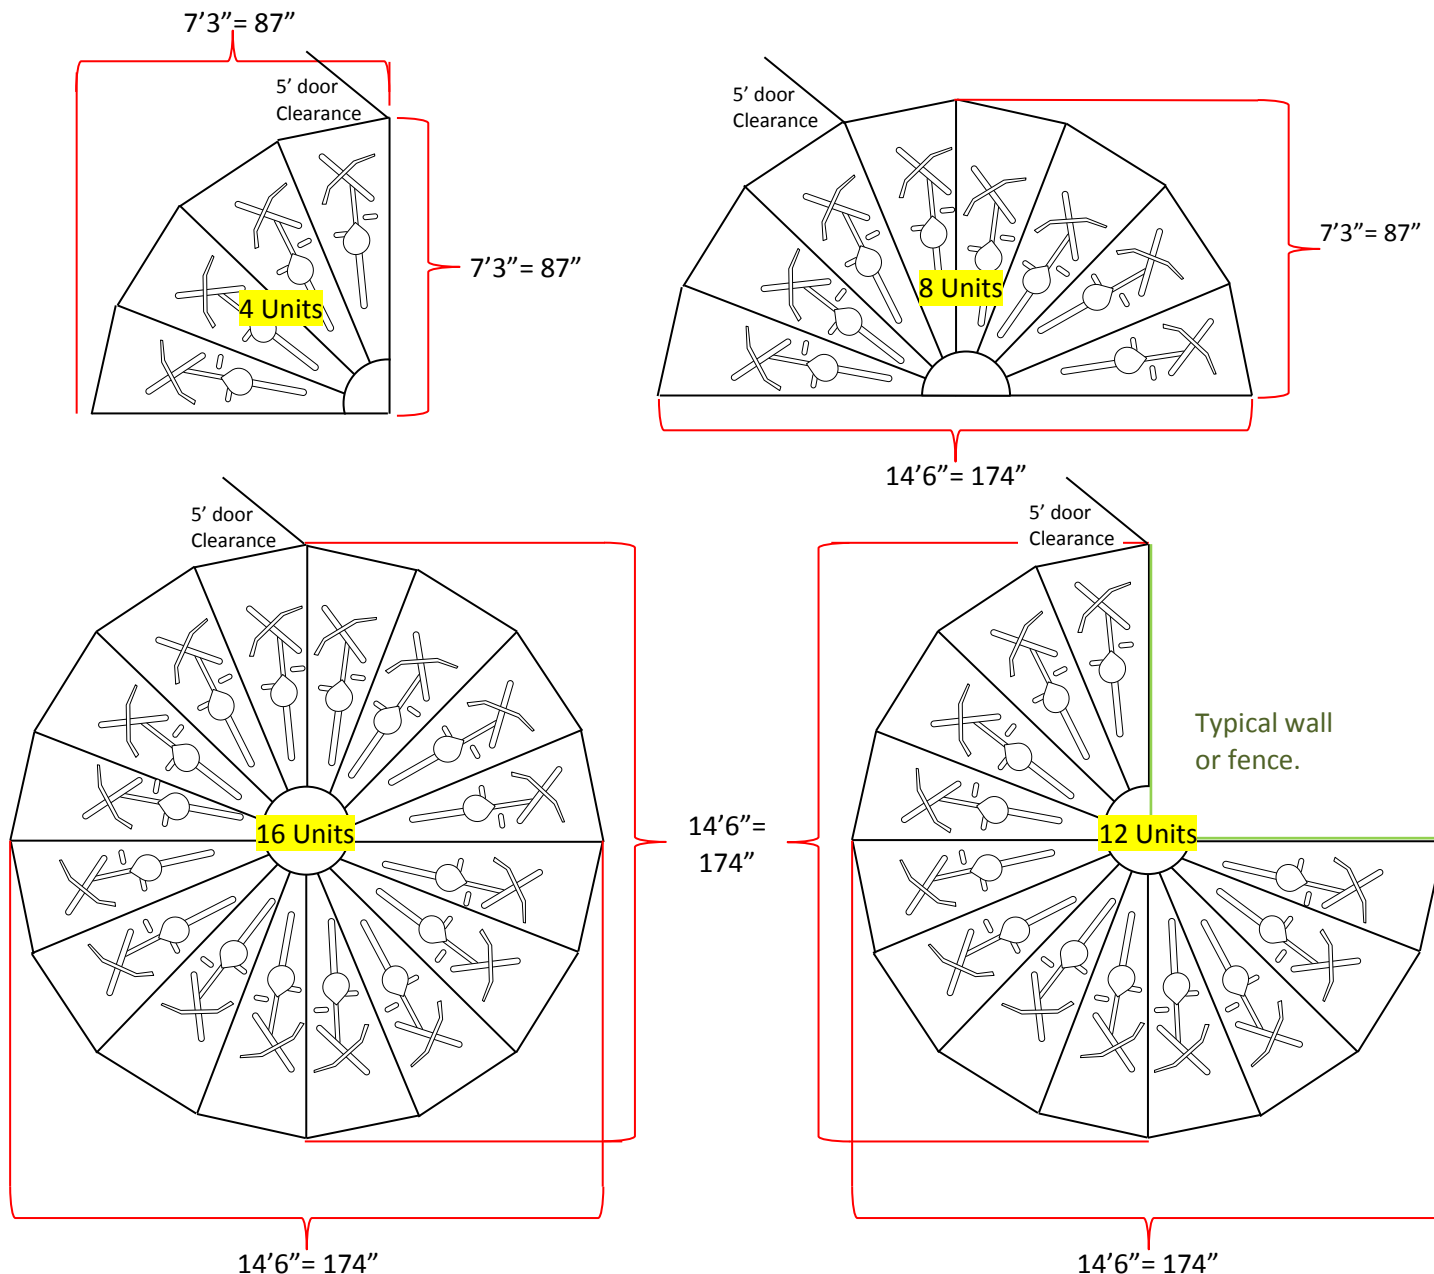 7’3”= 87”
5’ door
Clearance
7’3”= 87”
4 Units
5’ door
Clearance
7’3”= 87”
8 Units
14’6”= 174”
5’ door
Clearance
16 Units
14’6”=
174”
14’6”= 174”
5’ door
Clearance
Typical wall
or fence.
12 Units
14’6”= 174”